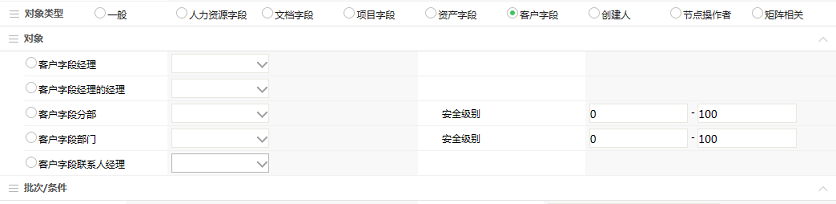 对象类型 一般 人力资源字段 文档字段 项目字段 资产字段 客户字段 创建人 节点操作者 矩阵相关
对象
客户字段经理
客户字段经理的经理
客户字段分部 安全级别 0 - 100
客户字段部门 安全级别 0 - 100
客户字段联系人经理
批次/条件